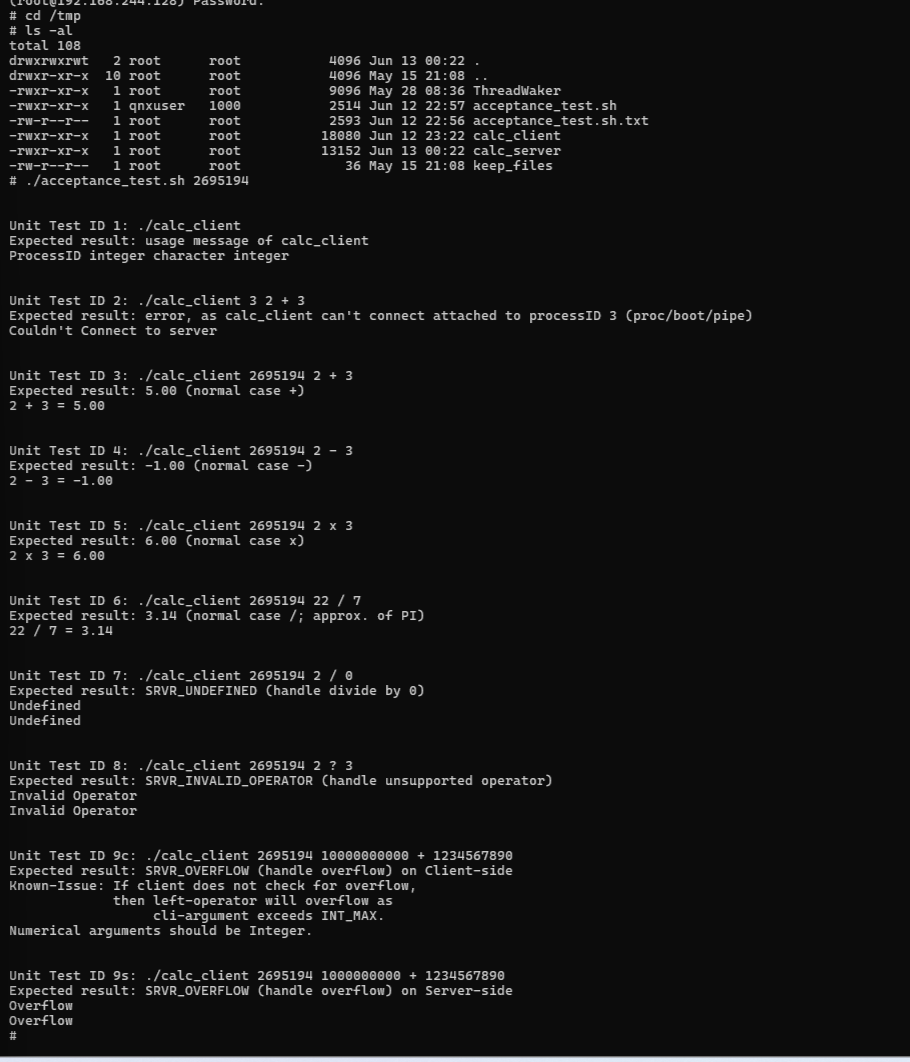 (root@192.168.244.128) Password:
# cd /tmp
# ls -al
total 108
drwxrwxrwt   2 root      root           4096 Jun 13 00:22 .
drwxr-xr-x  10 root      root           4096 May 15 21:08 ..
-rwxr-xr-x   1 root      root           9096 May 28 08:36 ThreadWaker
-rwxr-xr-x   1 qnxuser   1000           2514 Jun 12 22:57 acceptance_test.sh
-rw-r--r--   1 root      root           2593 Jun 12 22:56 acceptance_test.sh.txt
-rwxr-xr-x   1 root      root          18080 Jun 12 23:22 calc_client
-rwxr-xr-x   1 root      root          13152 Jun 13 00:22 calc_server
-rw-r--r--   1 root      root             36 May 15 21:08 keep_files
# ./acceptance_test.sh 2695194
Unit Test ID 1: ./calc_client
Expected result: usage message of calc_client
ProcessID integer character integer
Unit Test ID 2: ./calc_client 3 2 + 3
Expected result: error, as calc_client can't connect attached to processID 3 (proc/boot/pipe)
Couldn't Connect to server
Unit Test ID 3: ./calc_client 2695194 2 + 3
Expected result: 5.00 (normal case +)
2 + 3 = 5.00
Unit Test ID 4: ./calc_client 2695194 2 - 3
Expected result: -1.00 (normal case -)
2 - 3 = -1.00
Unit Test ID 5: ./calc_client 2695194 2 x 3
Expected result: 6.00 (normal case x)
2 x 3 = 6.00
Unit Test ID 6: ./calc_client 2695194 22 / 7
Expected result: 3.14 (normal case /; approx. of PI)
22 / 7 = 3.14
Unit Test ID 7: ./calc_client 2695194 2 / 0
Expected result: SRVR_UNDEFINED (handle divide by 0)
Undefined
Undefined
Unit Test ID 8: ./calc_client 2695194 2 ? 3
Expected result: SRVR_INVALID_OPERATOR (handle unsupported operator)
Invalid Operator
Invalid Operator
Unit Test ID 9c: ./calc_client 2695194 10000000000 + 1234567890
Expected result: SRVR_OVERFLOW (handle overflow) on Client-side
Known-Issue: If client does not check for overflow,
then left-operator will overflow as
cli-argument exceeds INT_MAX.
Numerical arguments should be Integer.
Unit Test ID 9s: ./calc_client 2695194 1000000000 + 1234567890
Expected result: SRVR_OVERFLOW (handle overflow) on Server-side
Overflow
Overflow
#